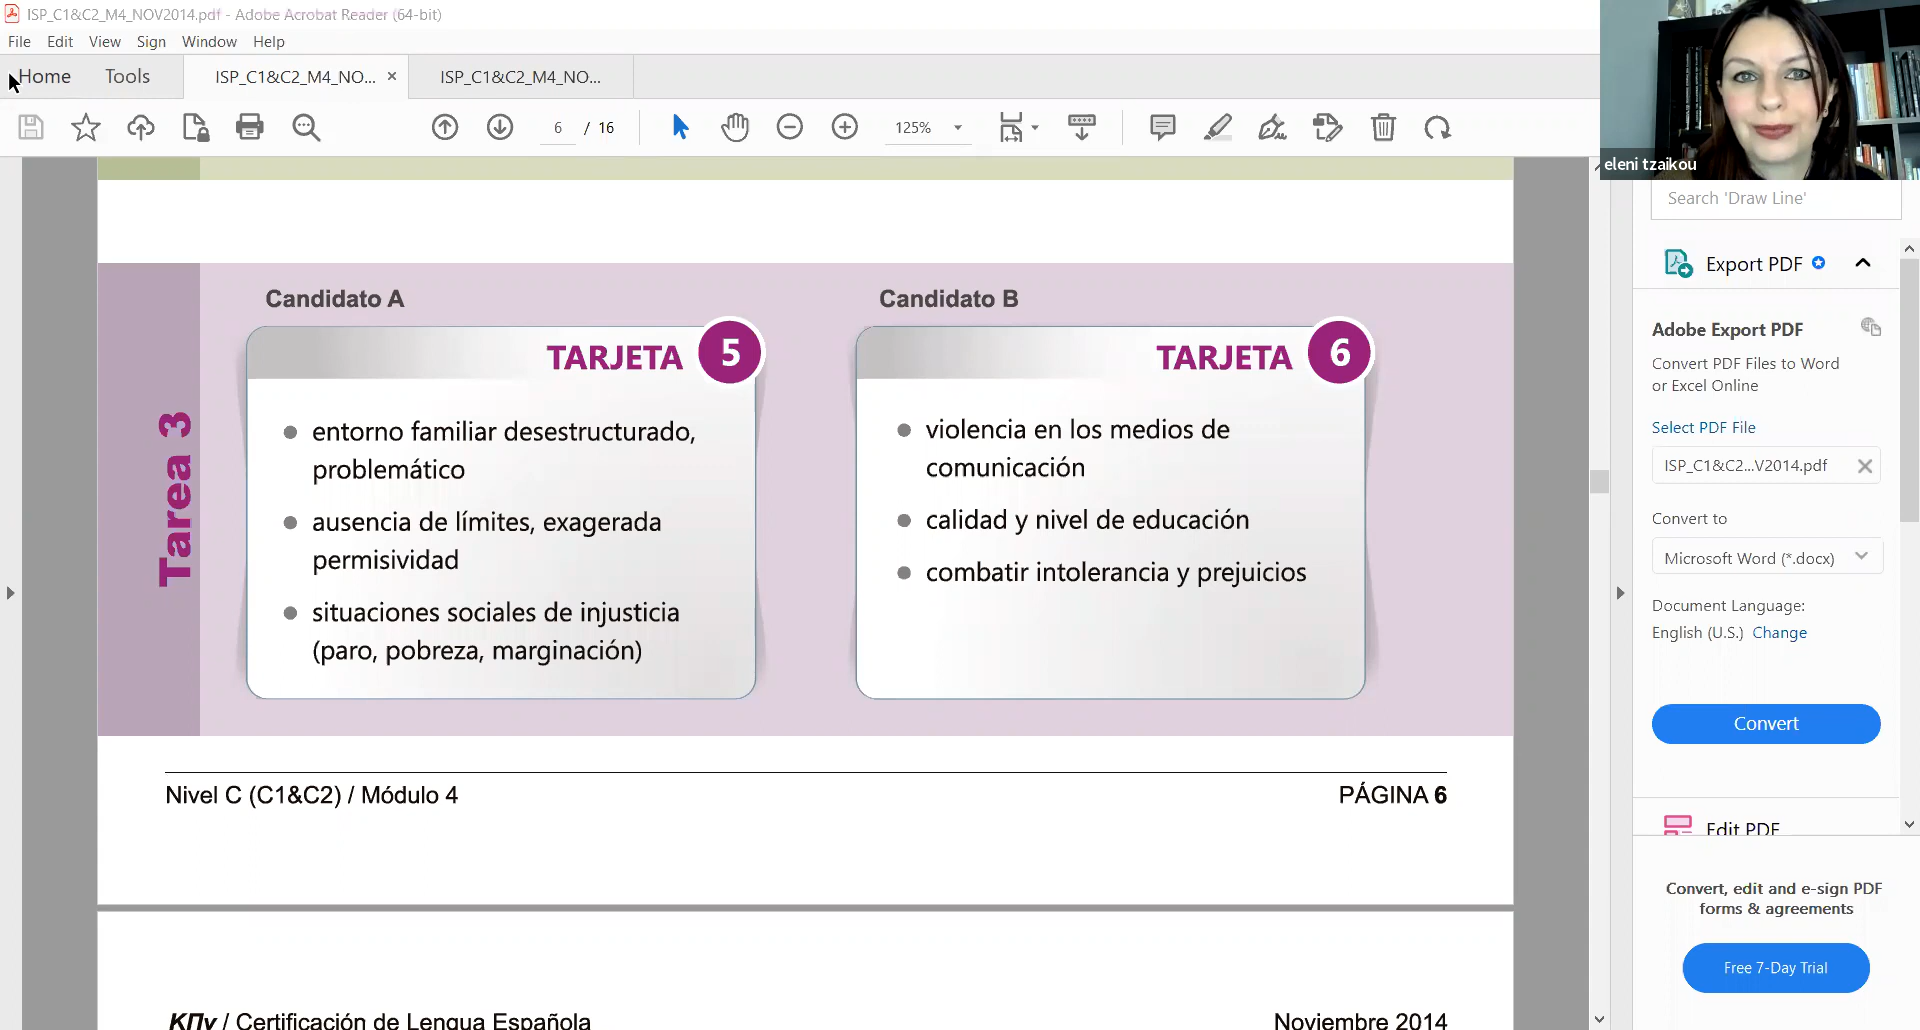 ISP_C1&C2_M4_NOV2014.pdf - Adobe Acrobat Reader (64-bit)
File Edit View Sign Window Help
Home Tools ISP_C1&C2_M4_NO... × ISP_C1&C2_M4_NO...
6 / 16 125%
eleni tzaikou
Search 'Draw Line'
Export PDF
Adobe Export PDF
Convert PDF Files to Word
or Excel Online
Select PDF File
ISP_C1&C2...V2014.pdf
Convert to
Microsoft Word (*.docx)
Document Language:
English (U.S.) Change
Convert
Edit PDF
Convert, edit and e-sign PDF
forms & agreements
Free 7-Day Trial
Tarea 3
Candidato A
TARJETA 5
● entorno familiar desestructurado,
problemático
● ausencia de límites, exagerada
permisividad
● situaciones sociales de injusticia
(paro, pobreza, marginación)
Candidato B
TARJETA 6
● violencia en los medios de
comunicación
● calidad y nivel de educación
● combatir intolerancia y prejuicios
Nivel C (C1&C2) / Módulo 4 PÁGINA 6
ΚΠγ / Certificación de Lengua Española Noviembre 2014